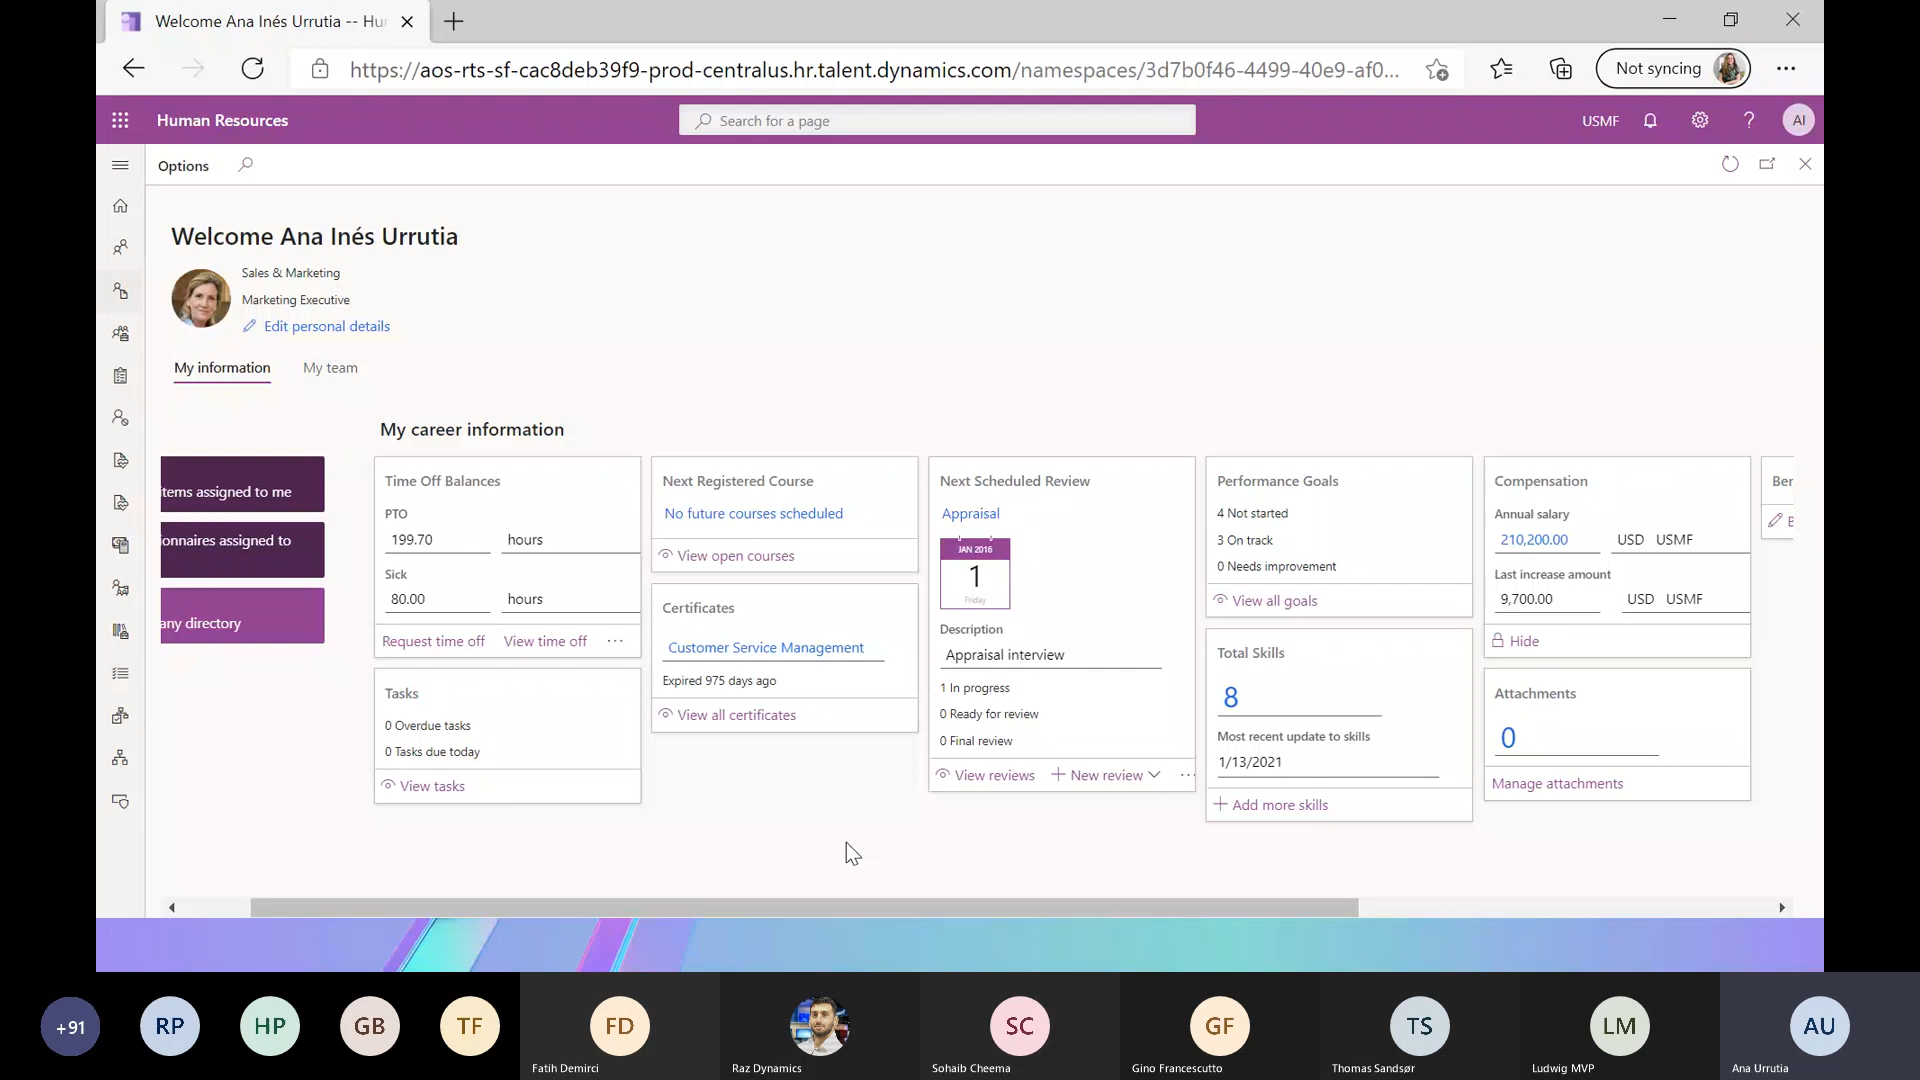 Welcome Ana Inés Urrutia -- Hu
https://aos-rts-sf-cac8deb39f9-prod-centralus.hr.talent.dynamics.com/namespaces/3d7b0f46-4499-40e9-af0...
Not syncing
Human Resources
Search for a page
USMF
?
AI
Options
Welcome Ana Inés Urrutia
Sales & Marketing
Marketing Executive
Edit personal details
My information
My team
My career information
items assigned to me
onnaires assigned to
any directory
Time Off Balances
PTO
199.70 hours
Sick
80.00 hours
Request time off View time off ...
Tasks
0 Overdue tasks
0 Tasks due today
View tasks
Next Registered Course
No future courses scheduled
View open courses
Certificates
Customer Service Management
Expired 975 days ago
View all certificates
Next Scheduled Review
Appraisal
JAN 2016
1
Friday
Description
Appraisal interview
1 In progress
0 Ready for review
0 Final review
View reviews + New review ...
Performance Goals
4 Not started
3 On track
0 Needs improvement
View all goals
Total Skills
8
Most recent update to skills
1/13/2021
+ Add more skills
Compensation
Annual salary
210,200.00 USD USMF
Last increase amount
9,700.00 USD USMF
Hide
Attachments
0
Manage attachments
Ber
+91
RP
HP
GB
TF
FD
Fatih Demirci
Raz Dynamics
SC
Sohaib Cheema
GF
Gino Francescutto
TS
Thomas Sandsør
LM
Ludwig MVP
AU
Ana Urrutia